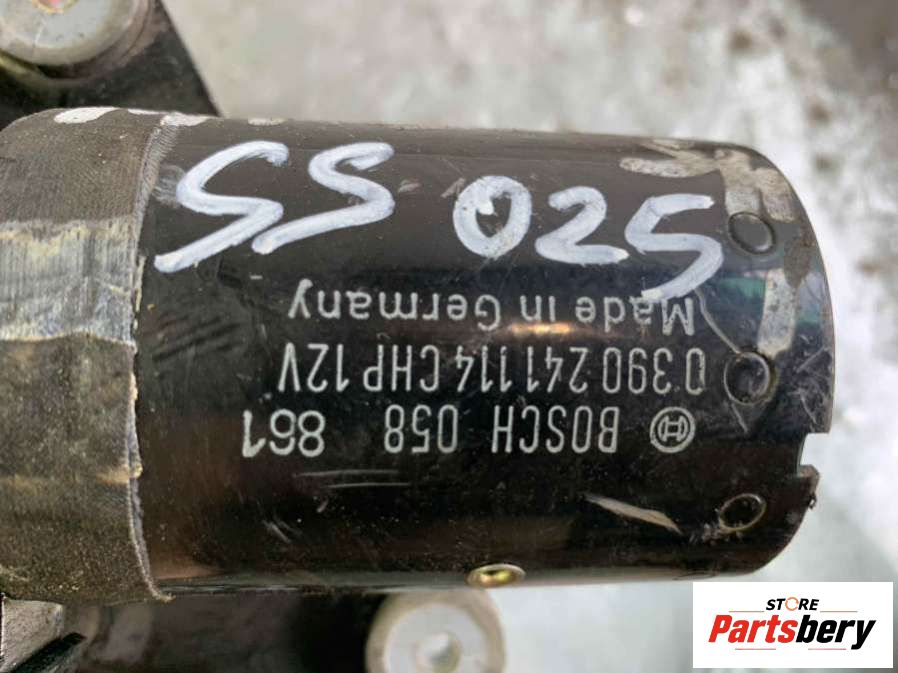 SS 025
BOSCH 058 861
0 390 241 114 CHP 12V
Made in Germany
STORE
Partsbery